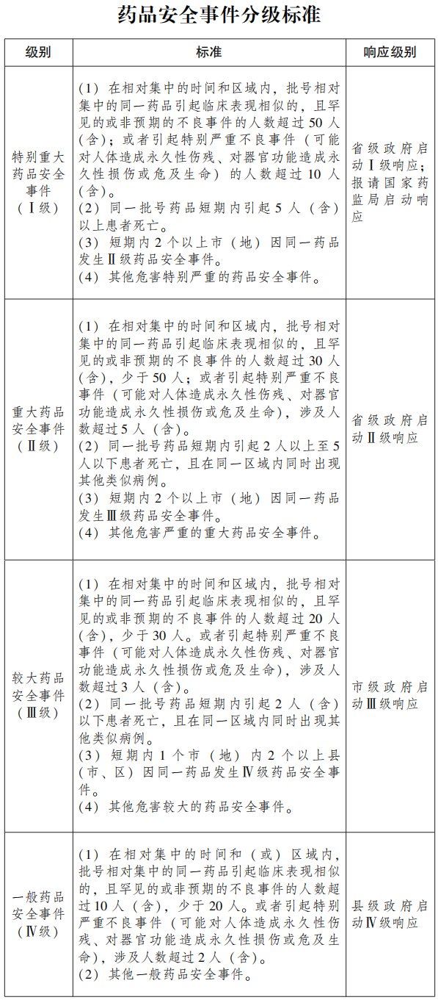 药品安全事件分级标准
级别
标准
响应级别
特别重大
药品安全
事件
（Ⅰ级）
(1) 在相对集中的时间和区域内，批号相对
集中的同一药品引起临床表现相似的，且罕
见的或非预期的不良事件的人数超过 50 人
(含)；或者引起特别严重不良事件（可能
对人体造成永久性伤残、对器官功能造成永
久性损伤或危及生命）的人数超过 10 人
(含)。
(2) 同一批号药品短期内引起 5 人（含）
以上患者死亡。
(3) 短期内 2 个以上市（地）因同一药品
发生Ⅱ级药品安全事件。
(4) 其他危害特别严重的药品安全事件。
省级政府启
动Ⅰ级响应；
报请国家药
监局启动响
应
重大药品
安全事件
（Ⅱ级）
(1) 在相对集中的时间和区域内，批号相对
集中的同一药品引起临床表现相似的，且罕
见的或非预期的不良事件的人数超过 30 人
(含)，少于 50 人；或者引起特别严重不良
事件（可能对人体造成永久性伤残、对器官
功能造成永久性损伤或危及生命)，涉及人
数超过 5 人（含)。
(2) 同一批号药品短期内引起 2 人以上至 5
人以下患者死亡，且在同一区域内同时出现
其他类似病例。
(3) 短期内 2 个以上市（地）因同一药品
发生Ⅲ级药品安全事件。
(4) 其他危害严重的重大药品安全事件。
省级政府启
动Ⅱ级响应
较大药品
安全事件
（Ⅲ级）
(1) 在相对集中的时间和区域内，批号相对
集中的同一药品引起临床表现相似的，且罕
见的或非预期的不良事件的人数超过 20 人
(含)，少于 30 人。或者引起特别严重不良
事件（可能对人体造成永久性伤残、对器官
功能造成永久性损伤或危及生命)，涉及人
数超过 3 人（含)。
(2) 同一批号药品短期内引起 2 人（含）
以下患者死亡，且在同一区域内同时出现其
他类似病例。
(3) 短期内 1 个市（地）内 2 个以上县
(市、区）因同一药品发生Ⅳ级药品安全事
件。
(4) 其他危害较大的药品安全事件。
市级政府启
动Ⅲ级响应
一般药品
安全事件
（Ⅳ级）
(1) 在相对集中的时间和（或）区域内，
批号相对集中的同一药品引起临床表现相似
的，且罕见的或非预期的不良事件的人数超
过 10 人（含)，少于 20 人。或者引起特别
严重不良事件（可能对人体造成永久性伤
残、对器官功能造成永久性损伤或危及生
命)，涉及人数超过 2 人（含)。
(2) 其他一般药品安全事件。
县级政府启
动Ⅳ级响应